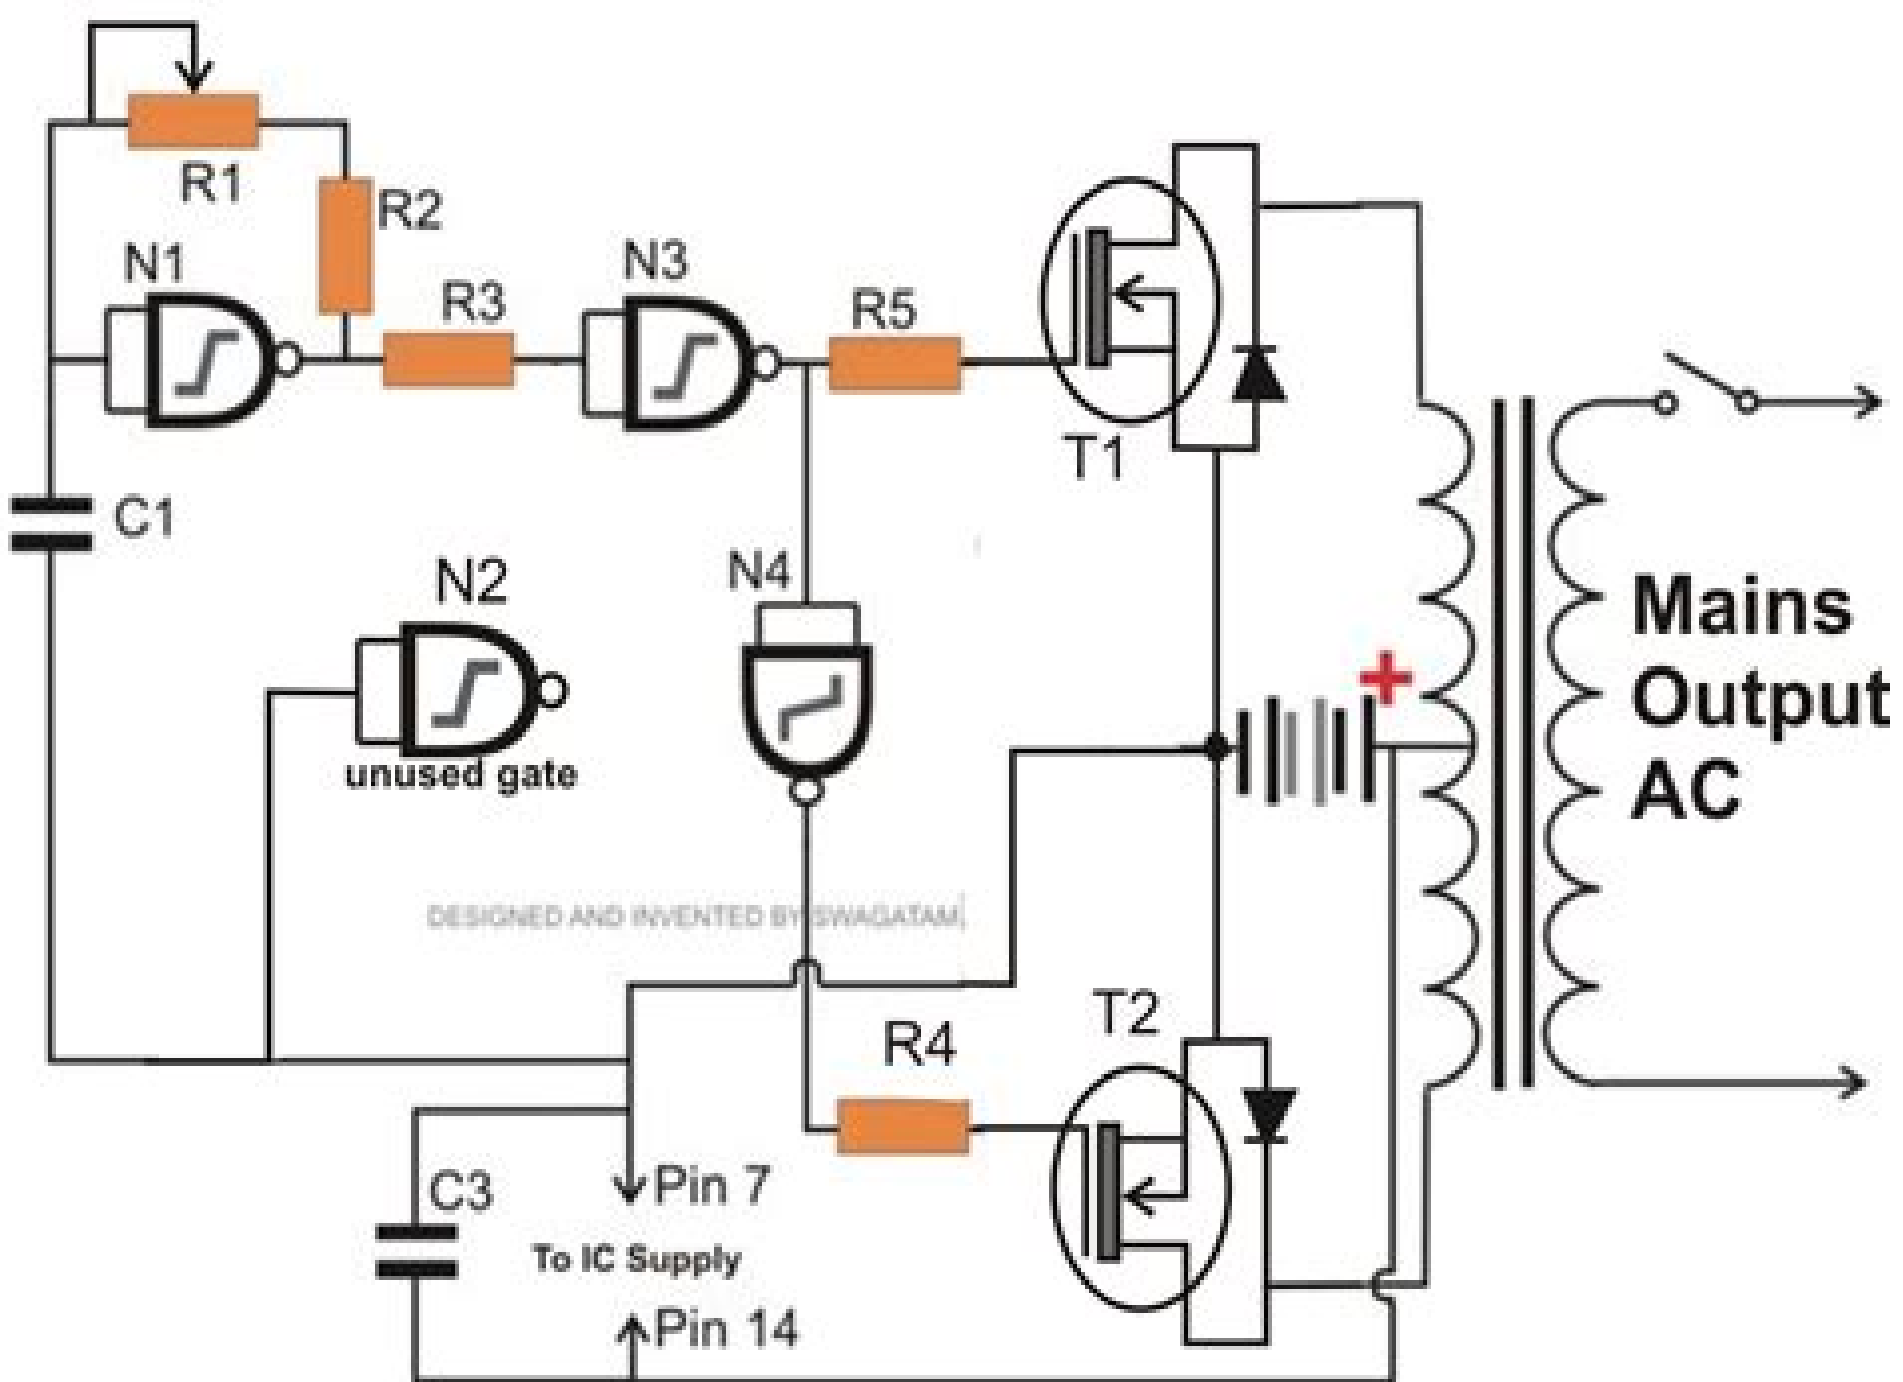 R1
R2
N1
R3
N3
R5
T1
C1
N2
unused gate
N4
+
Mains
Output
AC
DESIGNED AND INVENTED BY SWAGATAM
R4
T2
C3
Pin 7
To IC Supply
Pin 14